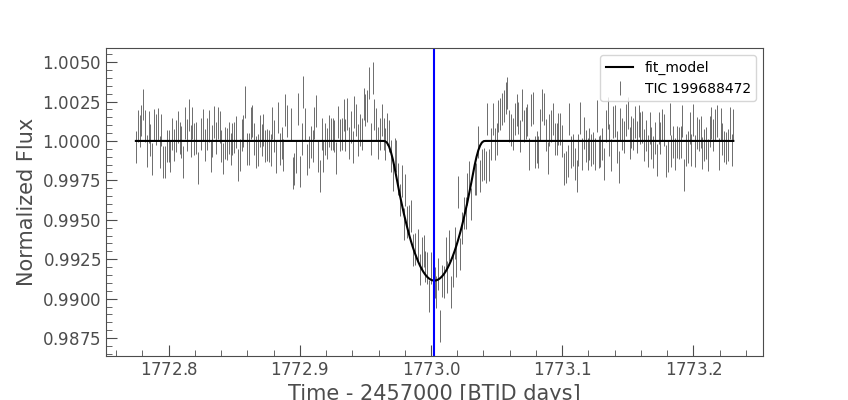 fit_model
TIC 199688472
1.0050
1.0025
1.0000
0.9975
0.9950
0.9925
0.9900
0.9875
Normalized Flux
1772.8 1772.9 1773.0 1773.1 1773.2
Time - 2457000 [BTJD days]